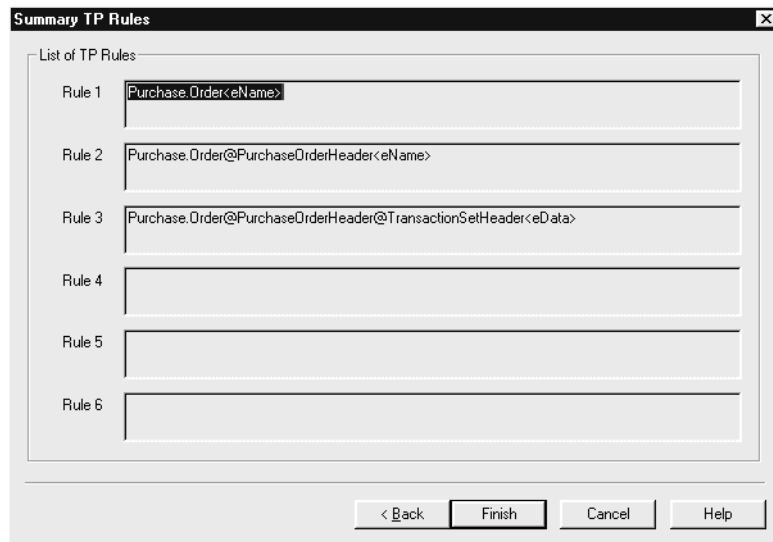 Summary TP Rules
List of TP Rules
Rule 1
Purchase.Order<eName>
Rule 2
Purchase.Order@PurchaseOrderHeader<eName>
Rule 3
Purchase.Order@PurchaseOrderHeader@TransactionSetHeader<eData>
Rule 4
Rule 5
Rule 6
< Back
Finish
Cancel
Help